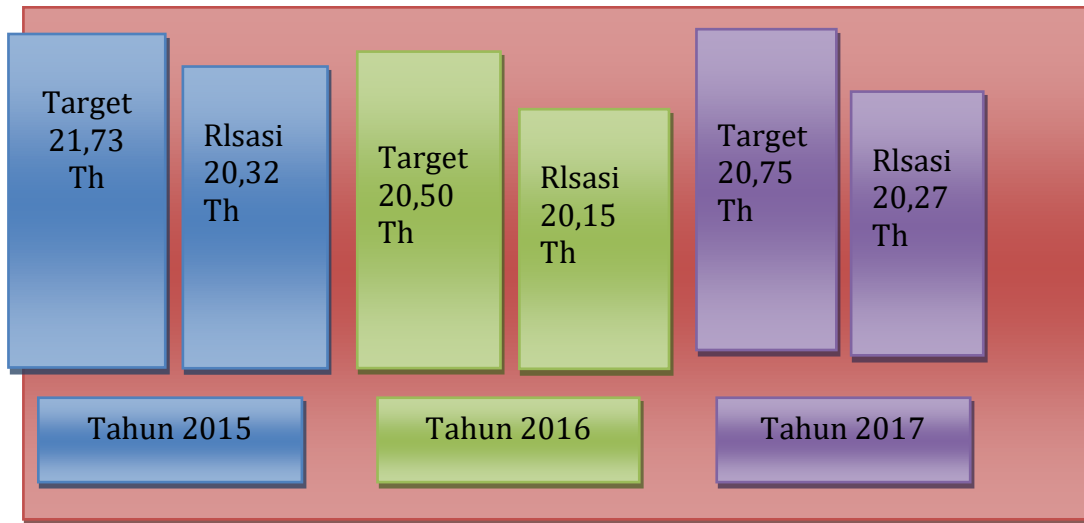 Target
21,73
Th
Rlsasi
20,32
Th
Target
20,50
Th
Rlsasi
20,15
Th
Target
20,75
Th
Rlsasi
20,27
Th
Tahun 2015
Tahun 2016
Tahun 2017